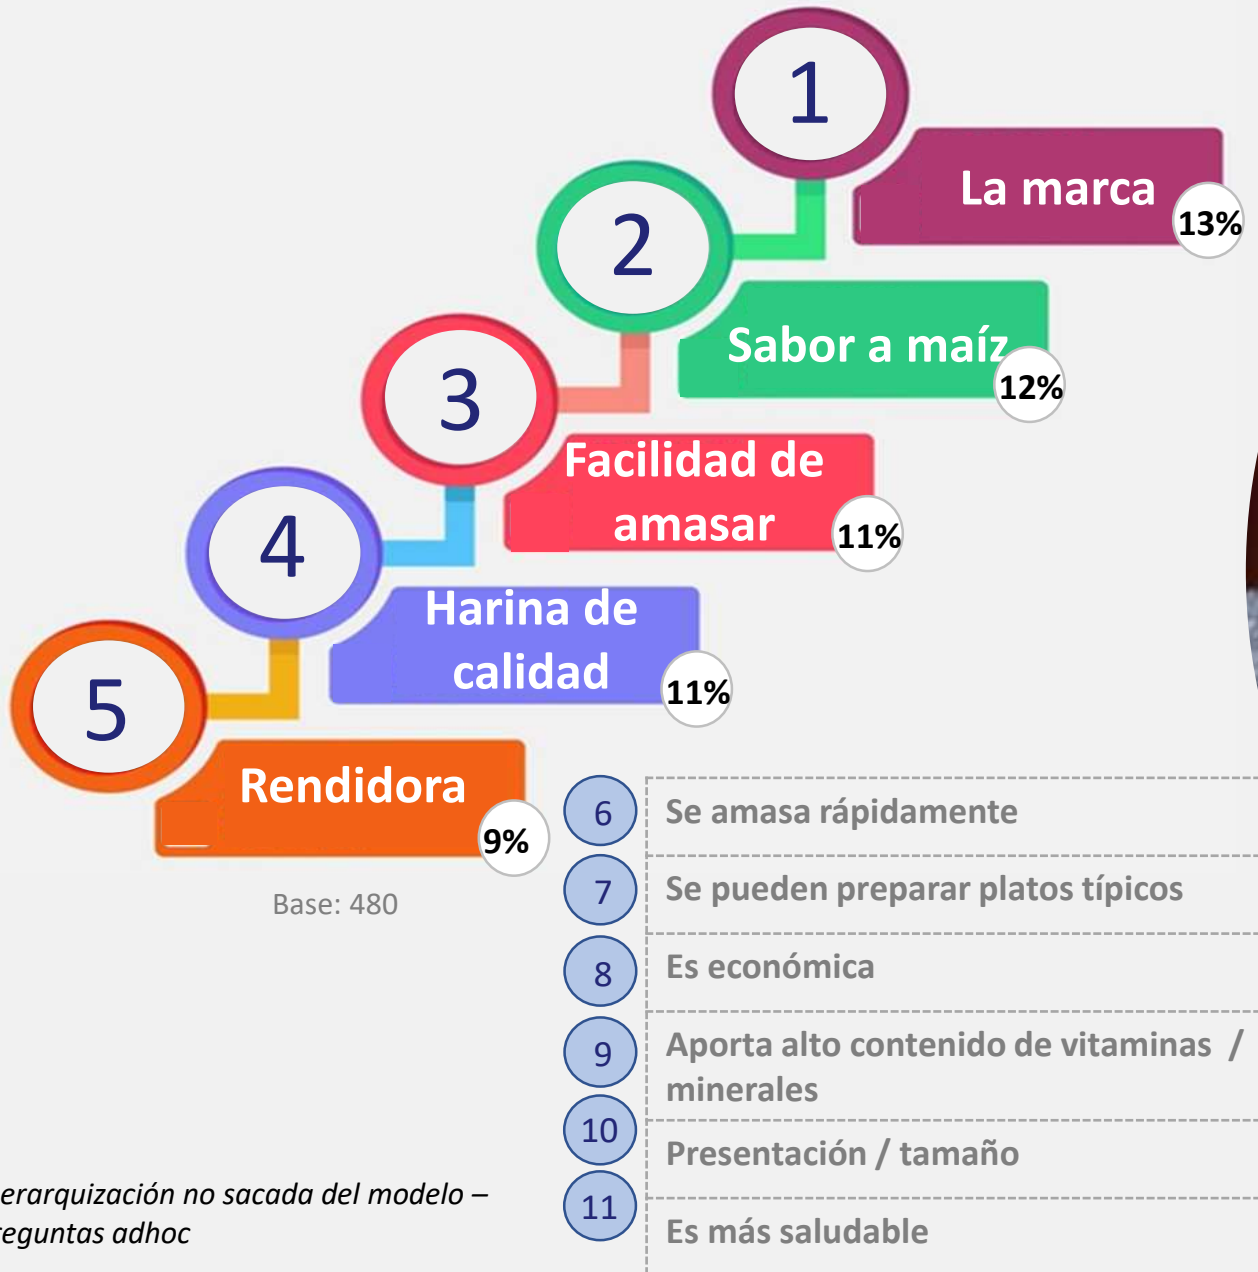 1
La marca
13%
2
Sabor a maíz
12%
3
Facilidad de
amasar
11%
4
Harina de
calidad
11%
5
Rendidora
9%
Base: 480
6
Se amasa rápidamente
7
Se pueden preparar platos típicos
8
Es económica
9
Aporta alto contenido de vitaminas /
minerales
10
Presentación / tamaño
11
Es más saludable
erarquización no sacada del modelo –
reguntas adhoc